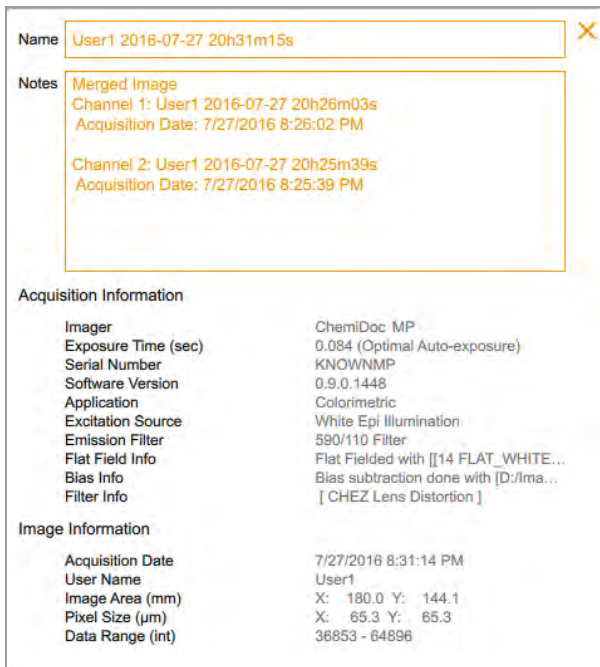 Name User1 2016-07-27 20h31m15s
Notes Merged Image
Channel 1: User1 2016-07-27 20h26m03s
Acquisition Date: 7/27/2016 8:26:02 PM
Channel 2: User1 2016-07-27 20h25m39s
Acquisition Date: 7/27/2016 8:25:39 PM
Acquisition Information
Imager ChemiDoc MP
Exposure Time (sec) 0.084 (Optimal Auto-exposure)
Serial Number KNOWNMP
Software Version 0.9.0.1448
Application Colorimetric
Excitation Source White Epi Illumination
Emission Filter 590/110 Filter
Flat Field Info Flat Fielded with [[14 FLAT_WHITE...
Bias Info Bias subtraction done with [D:/Ima...
Filter Info [ CHEZ Lens Distortion ]
Image Information
Acquisition Date 7/27/2016 8:31:14 PM
User Name User1
Image Area (mm) X: 180.0 Y: 144.1
Pixel Size (µm) X: 65.3 Y: 65.3
Data Range (int) 36853 - 64896